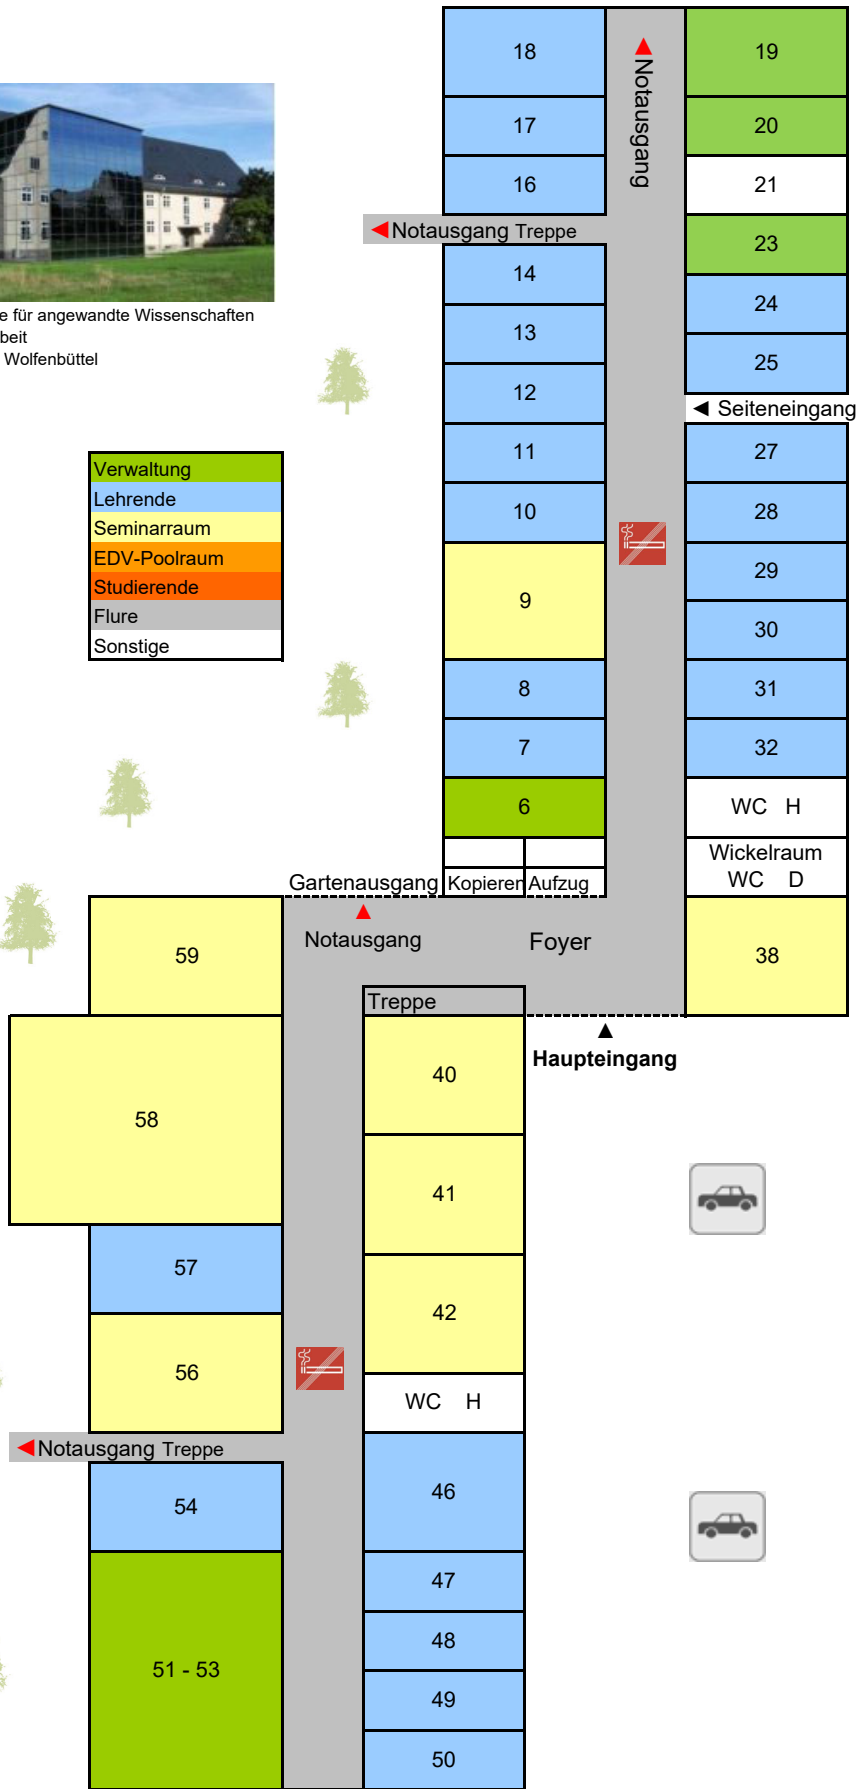 18
19
Notausgang
17
20
16
21
Notausgang Treppe
23
14
24
e für angewandte Wissenschaften
beit
Wolfenbüttel
13
25
12
Seiteneingang
11
27
Verwaltung
Lehrende
Seminarraum
EDV-Poolraum
Studierende
Flure
Sonstige
10
28
9
29
30
8
31
7
32
6
WC H
Wickelraum
WC D
Gartenausgang
Kopieren
Aufzug
Notausgang
Foyer
59
38
Treppe
Haupteingang
40
58
41
57
42
56
WC H
Notausgang Treppe
46
54
47
48
51 - 53
49
50